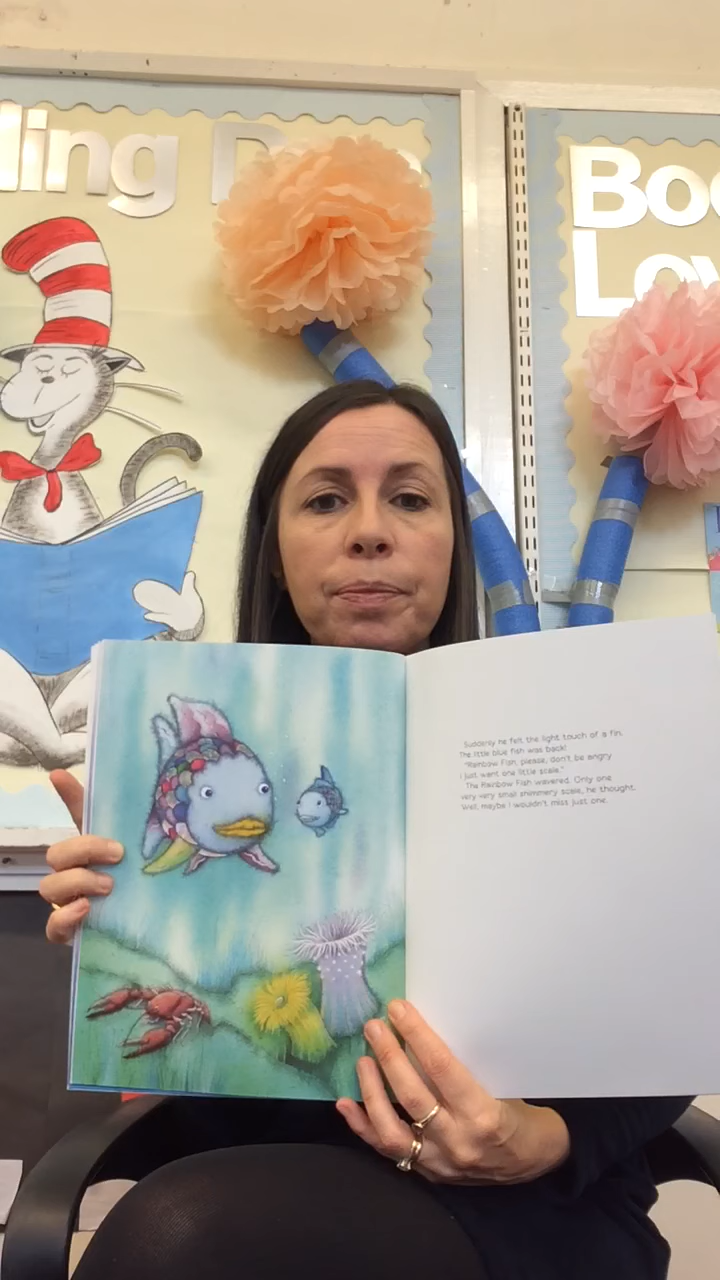 ling
Boo
Lov
Suddenly he felt the light touch of a fin.
The little blue fish was back!
"Rainbow Fish, please, don't be angry.
I just want one little scale."
The Rainbow Fish wavered. Only one
very very small shimmery scale, he thought.
Well, maybe I wouldn't miss just one.